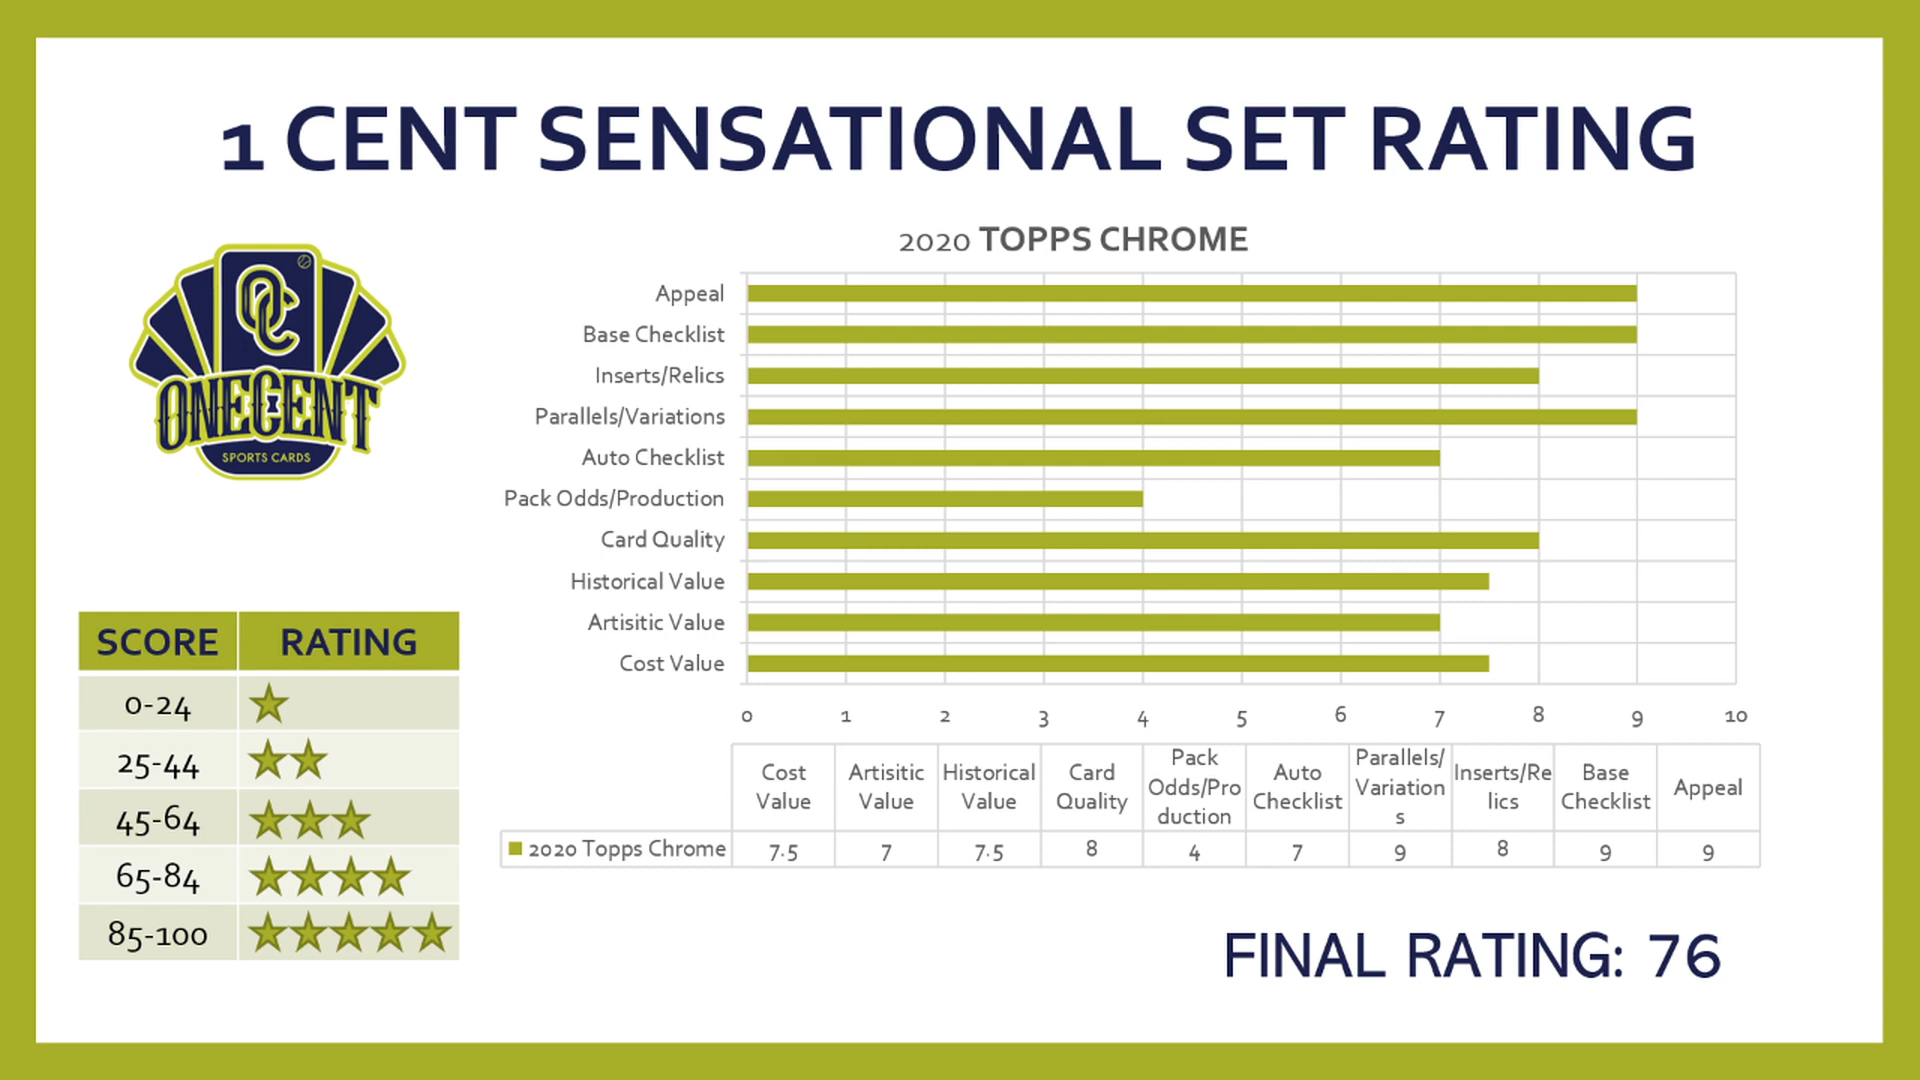 1 CENT SENSATIONAL SET RATING
OC
ONECENT
SPORTS CARDS
2020 TOPPS CHROME
Appeal
Base Checklist
Inserts/Relics
Parallels/Variations
Auto Checklist
Pack Odds/Production
Card Quality
Historical Value
Artisitic Value
Cost Value
0 1 2 3 4 5 6 7 8 9 10
SCORE RATING
0-24
25-44
45-64
65-84
85-100
Cost
Value
Artisitic
Value
Historical
Value
Card
Quality
Pack
Odds/Pro
duction
Auto
Checklist
Parallels/
Variation
s
Inserts/Re
lics
Base
Checklist
Appeal
2020 Topps Chrome 7.5 7 7.5 8 4 7 9 8 9 9
FINAL RATING: 76